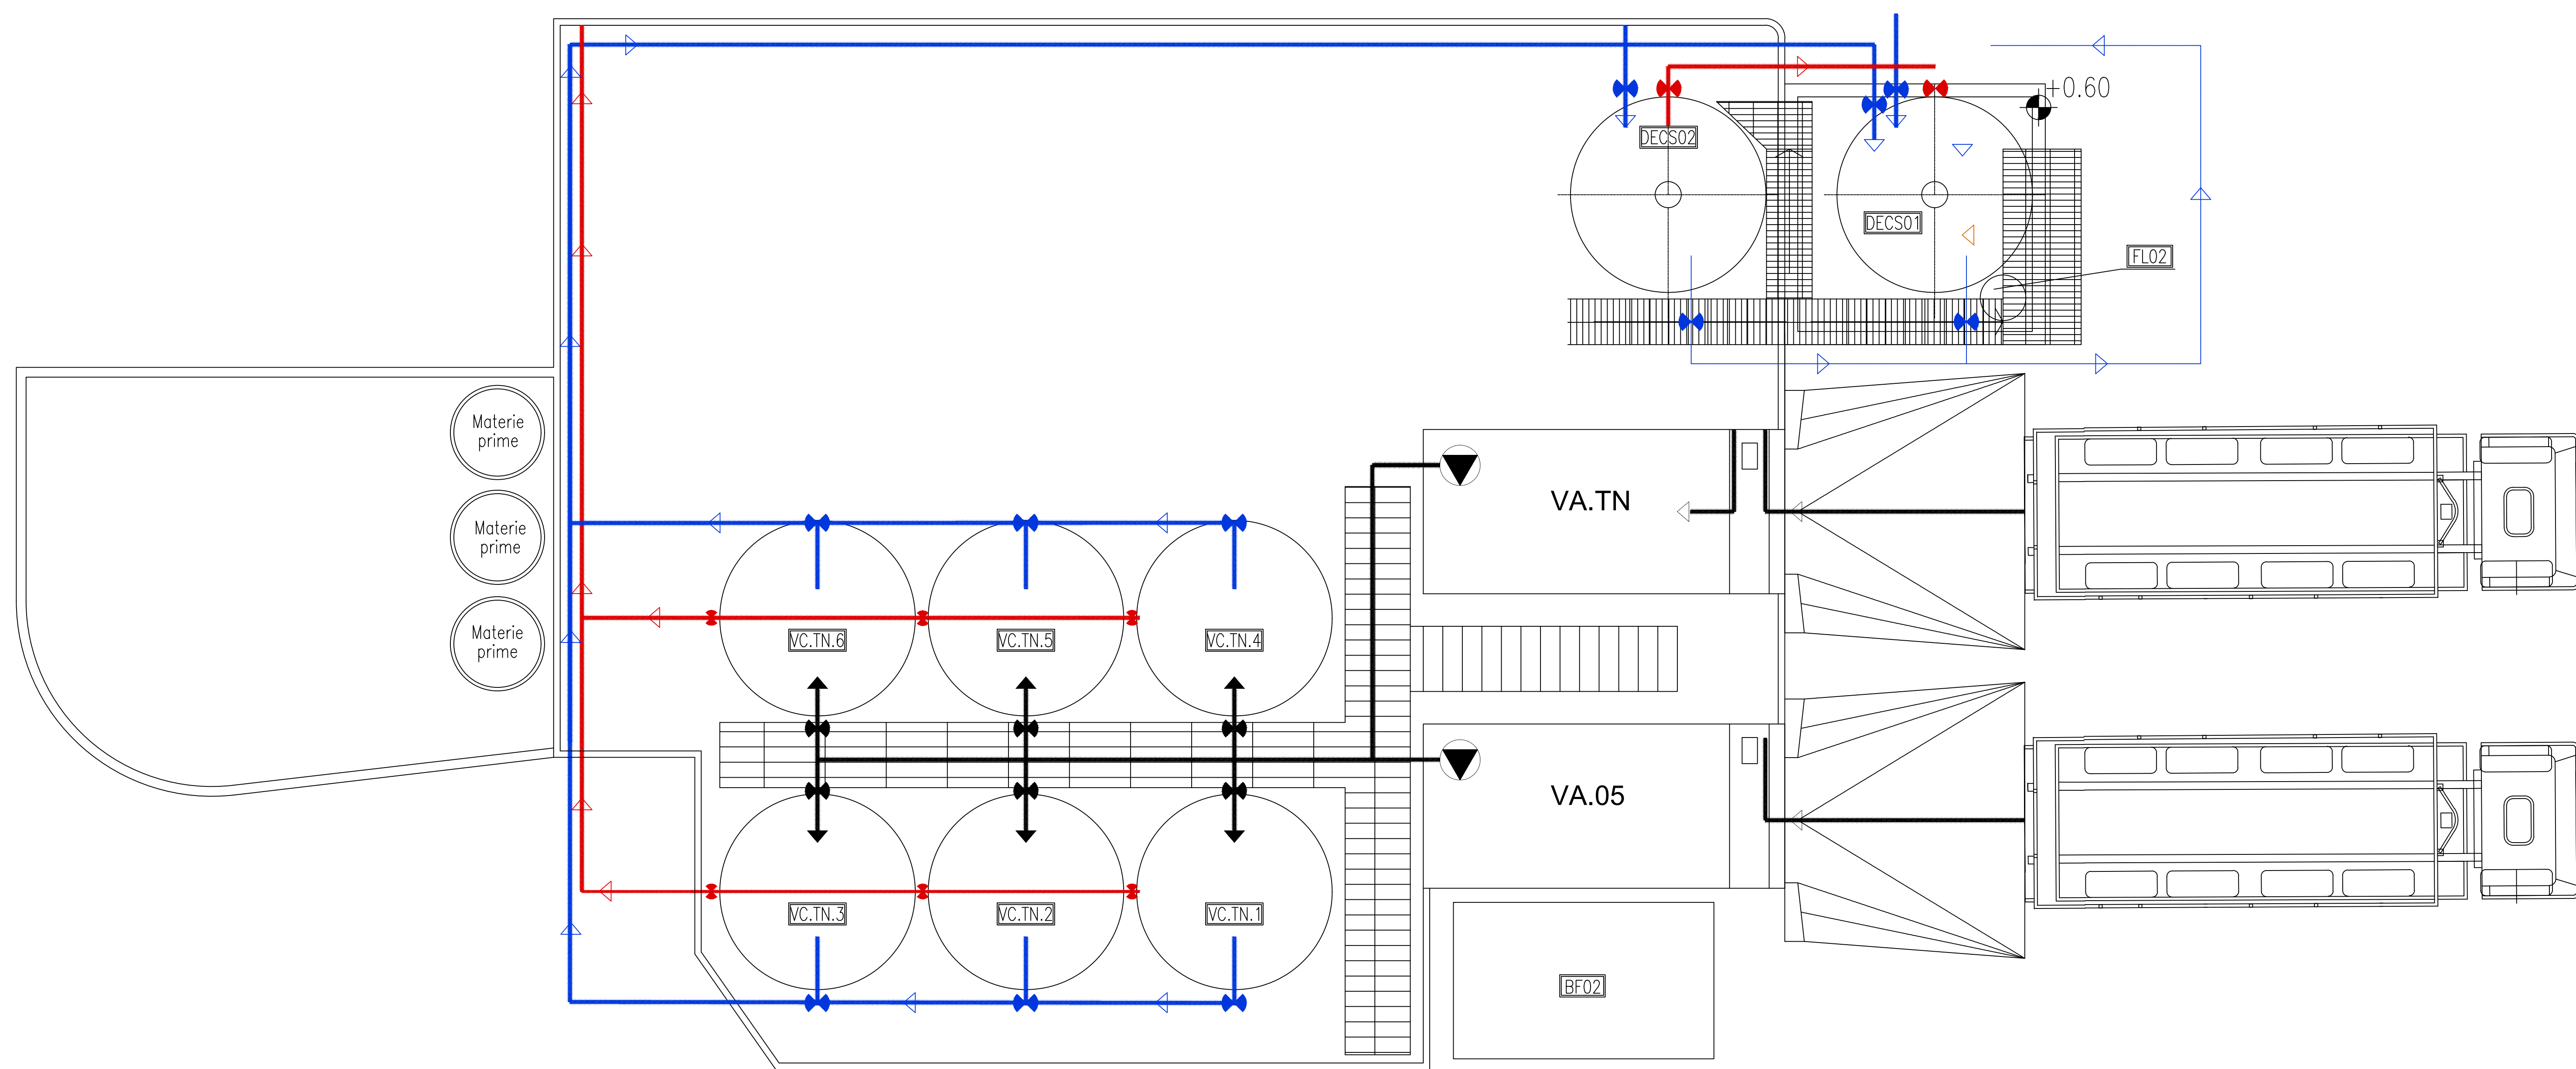 +0.60
DECS02
DECS01
FL02
Materie
prime
Materie
prime
Materie
prime
VA.TN
VC.TN.6
VC.TN.5
VC.TN.4
VA.05
VC.TN.3
VC.TN.2
VC.TN.1
BF02